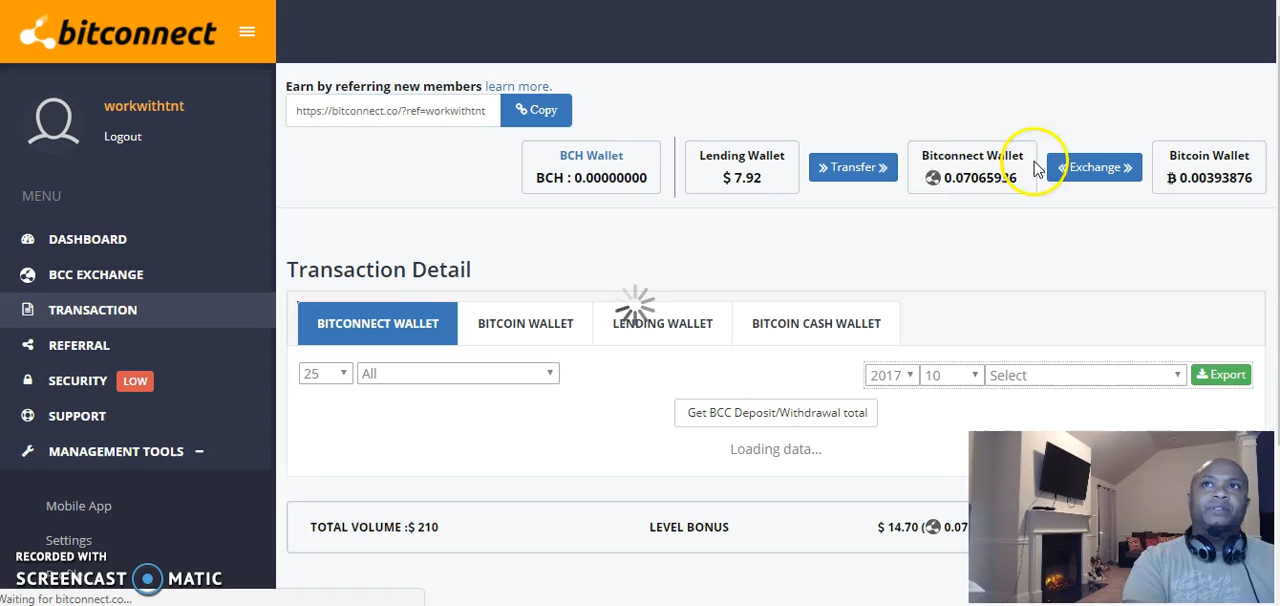 bitconnect
workwithtnt
Logout
MENU
DASHBOARD
BCC EXCHANGE
TRANSACTION
REFERRAL
SECURITY LOW
SUPPORT
MANAGEMENT TOOLS –
Mobile App
Settings
RECORDED WITH
SCREENCAST MATIC
Waiting for bitconnect.co...
Earn by referring new members learn more.
https://bitconnect.co/?ref=workwithtnt Copy
BCH Wallet
BCH : 0.00000000
Lending Wallet
$ 7.92
Transfer
Bitconnect Wallet
0.07065936
Exchange
Bitcoin Wallet
0.00393876
Transaction Detail
BITCONNECT WALLET BITCOIN WALLET LENDING WALLET BITCOIN CASH WALLET
25 All 2017 10 Select Export
Get BCC Deposit/Withdrawal total
Loading data...
TOTAL VOLUME :$ 210 LEVEL BONUS $ 14.70 ( 0.07